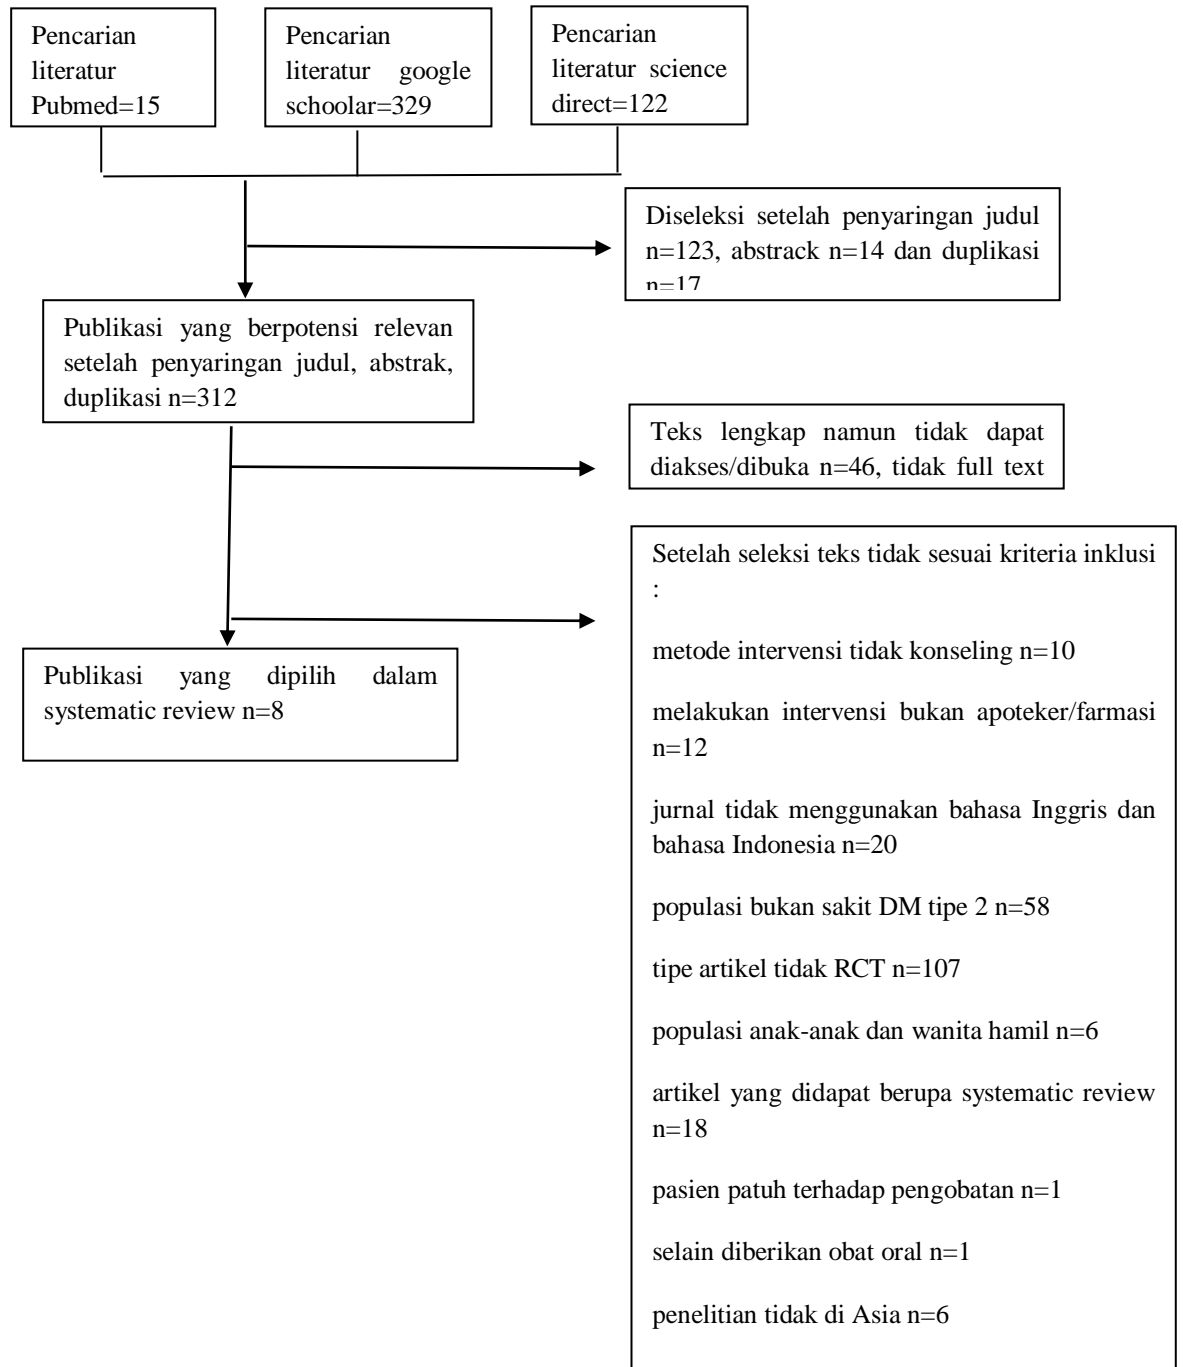 Pencarian
literatur
Pubmed=15
Pencarian
literatur google
schoolar=329
Pencarian
literatur science
direct=122
Diseleksi setelah penyaringan judul
n=123, abstrack n=14 dan duplikasi
n=17
Publikasi yang berpotensi relevan
setelah penyaringan judul, abstrak,
duplikasi n=312
Teks lengkap namun tidak dapat
diakses/dibuka n=46, tidak full text
Setelah seleksi teks tidak sesuai kriteria inklusi
:
metode intervensi tidak konseling n=10
melakukan intervensi bukan apoteker/farmasi
n=12
jurnal tidak menggunakan bahasa Inggris dan
bahasa Indonesia n=20
populasi bukan sakit DM tipe 2 n=58
tipe artikel tidak RCT n=107
populasi anak-anak dan wanita hamil n=6
artikel yang didapat berupa systematic review
n=18
pasien patuh terhadap pengobatan n=1
selain diberikan obat oral n=1
penelitian tidak di Asia n=6
Publikasi yang dipilih dalam
systematic review n=8